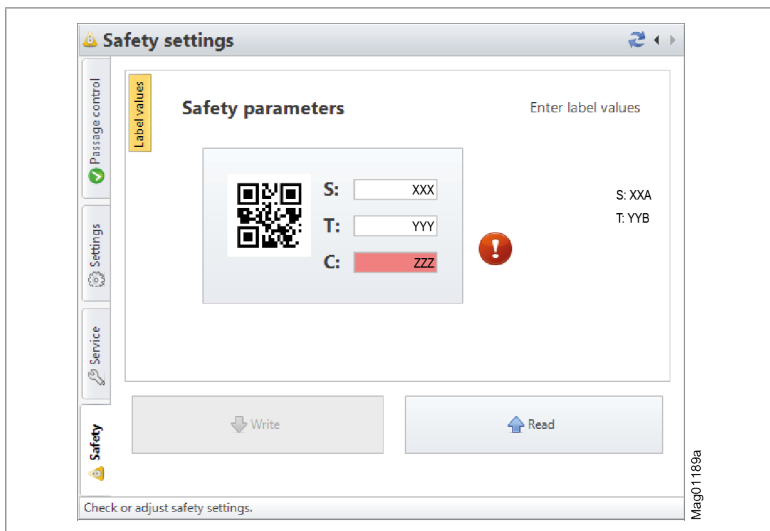 Safety settings
Passage control
Label values
Safety parameters
Enter label values
S: XXX
T: YYY
C: ZZZ
S: XXA
T: YYB
Settings
Service
Safety
Write
Read
Check or adjust safety settings.
Mag01189a